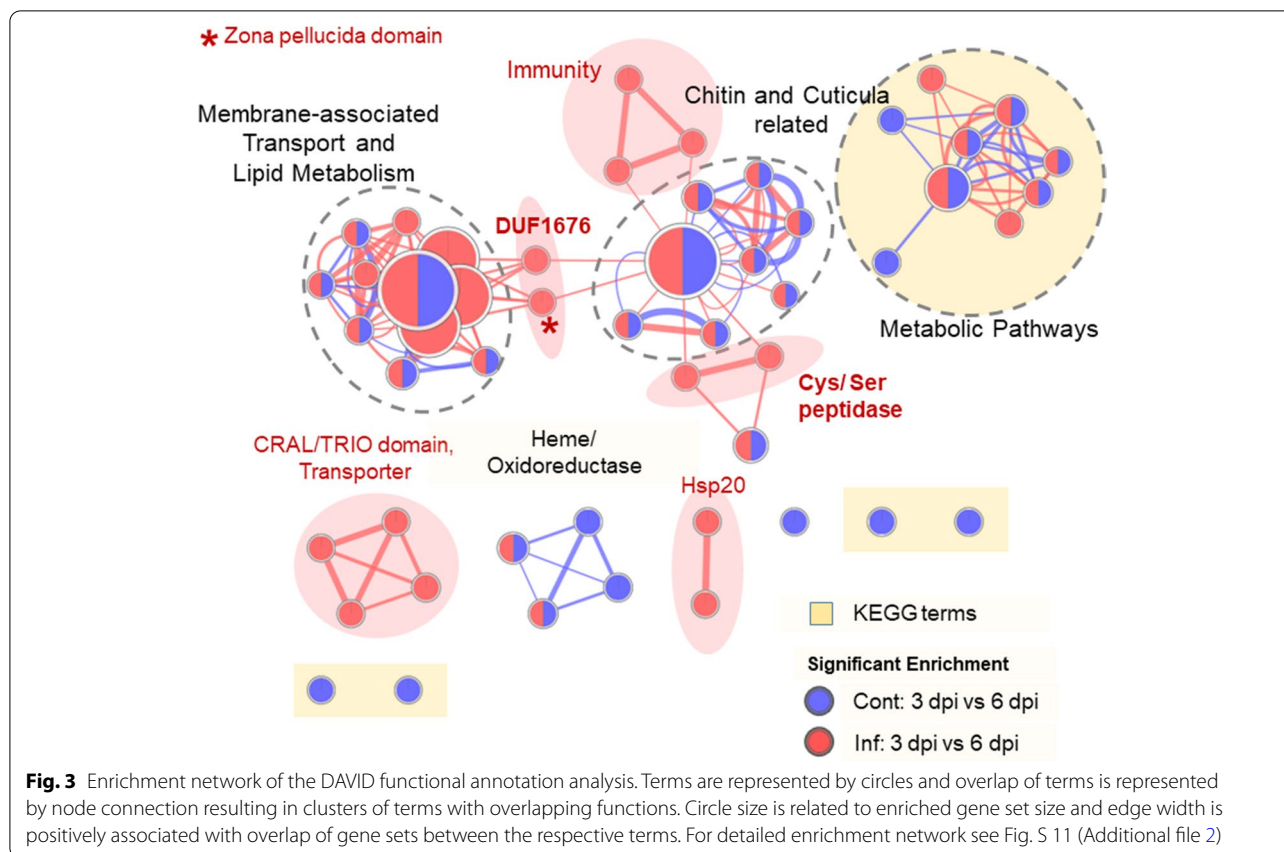 * Zona pellucida domain
Immunity
Chitin and Cuticula
related
Membrane-associated
Transport and
Lipid Metabolism
DUF1676
*
Metabolic Pathways
Cys/ Ser
peptidase
CRAL/TRIO domain,
Transporter
Heme/
Oxidoreductase
Hsp20
KEGG terms
Significant Enrichment
Cont: 3 dpi vs 6 dpi
Inf: 3 dpi vs 6 dpi
Fig. 3 Enrichment network of the DAVID functional annotation analysis. Terms are represented by circles and overlap of terms is represented
by node connection resulting in clusters of terms with overlapping functions. Circle size is related to enriched gene set size and edge width is
positively associated with overlap of gene sets between the respective terms. For detailed enrichment network see Fig. S 11 (Additional file 2)